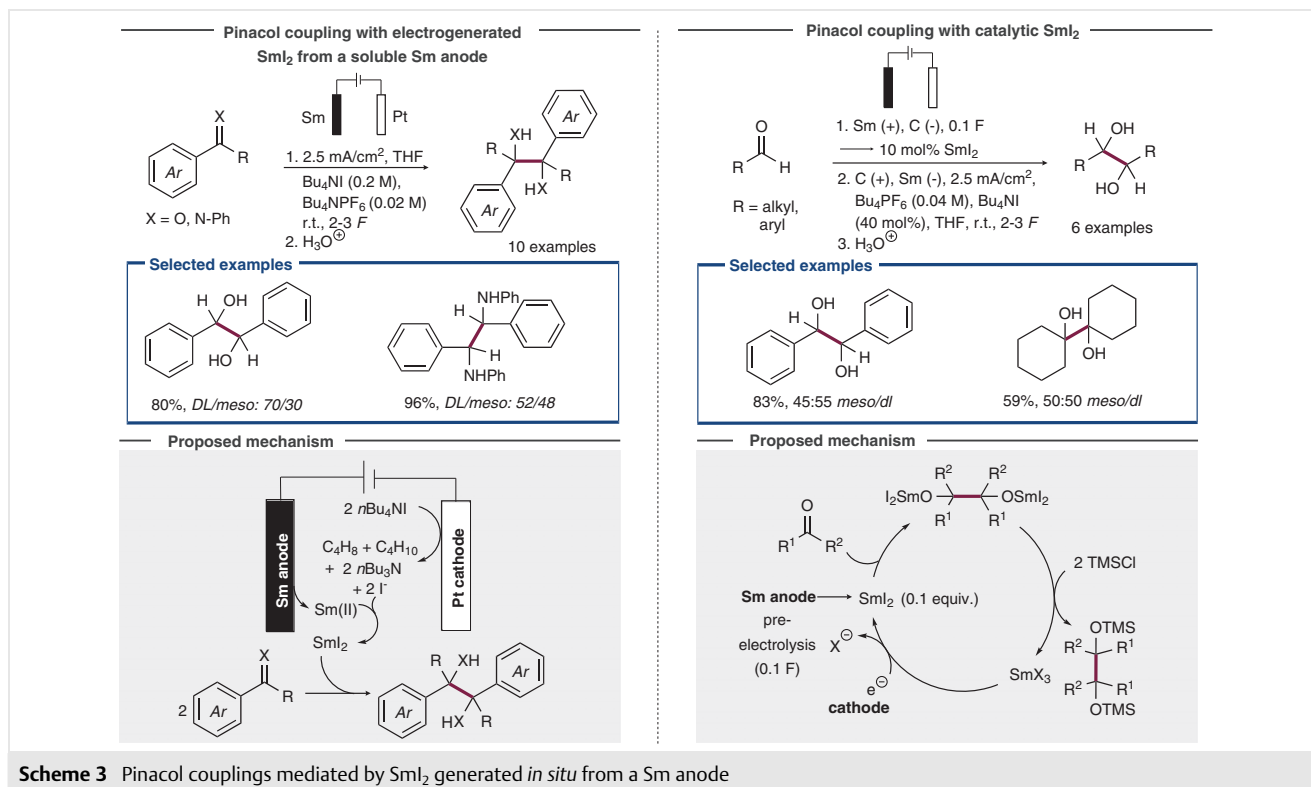 Pinacol coupling with electrogenerated
SmI₂ from a soluble Sm anode
Sm
Pt
X
R
Ar
X = O, N-Ph
1. 2.5 mA/cm², THF
Bu₄NI (0.2 M),
Bu₄NPF₆ (0.02 M)
r.t., 2-3 F
2. H₃O⊕
Ar
XH
R
R
HX
Ar
10 examples
Selected examples
H
OH
HO
H
80%, DL/meso: 70/30
NHPh
H
H
NHPh
96%, DL/meso: 52/48
Proposed mechanism
Sm anode
Pt cathode
2 nBu₄NI
C₄H₈ + C₄H₁₀
+ 2 nBu₃N
+ 2 I⁻
Sm(II)
SmI₂
X
2
Ar
R
R
XH
Ar
Ar
HX
R
Pinacol coupling with catalytic SmI₂
O
R
H
R = alkyl,
aryl
1. Sm (+), C (-), 0.1 F
10 mol% SmI₂
2. C (+), Sm (-), 2.5 mA/cm²,
Bu₄PF₆ (0.04 M), Bu₄NI
(40 mol%), THF, r.t., 2-3 F
3. H₃O⊕
H
OH
R
R
HO
H
6 examples
Selected examples
H
OH
H
OH
83%, 45:55 meso/dl
OH
OH
59%, 50:50 meso/dl
Proposed mechanism
R² R²
I₂SmO OSmI₂
R¹ R¹
O
R¹ R²
2 TMSCl
Sm anode
SmI₂ (0.1 equiv.)
pre-
electrolysis
(0.1 F)
X⊖
e⊖
cathode
SmX₃
OTMS
R² R¹
R² R¹
OTMS
Scheme 3 Pinacol couplings mediated by SmI₂ generated in situ from a Sm anode